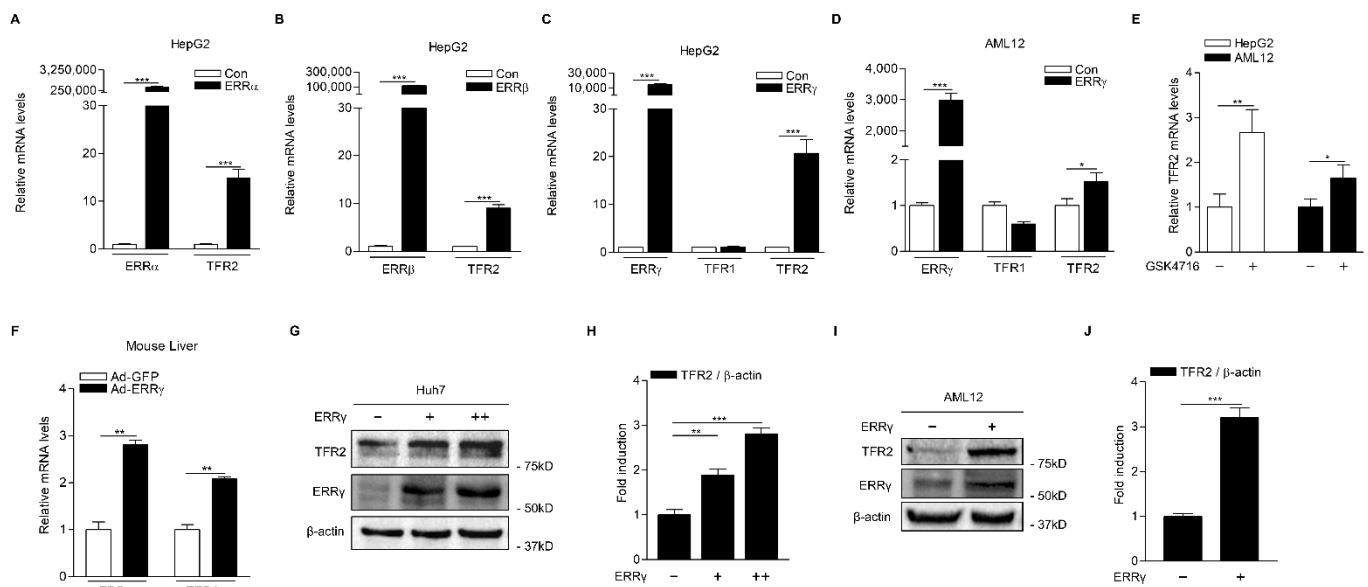 A
HepG2
Relative mRNA levels
3,250,000
250,000
30
20
10
0
***
***
Con
ERRα
ERRα
TFR2
B
HepG2
Relative mRNA levels
300,000
100,000
30
20
10
0
***
***
Con
ERRβ
ERRβ
TFR2
C
HepG2
Relative mRNA levels
30,000
15,000
30
20
10
0
***
***
Con
ERRγ
ERRγ
TFR1
TFR2
D
AML12
Relative mRNA levels
4,000
3,000
2,000
2
1
0
***
*
Con
ERRγ
ERRγ
TFR1
TFR2
E
HepG2
AML12
Relative TFR2 mRNA levels
4
3
2
1
0
**
*
GSK4716
– + – +
F
Mouse Liver
Relative mRNA levels
4
3
2
1
0
Ad-GFP
Ad-ERRγ
**
**
G
Huh7
ERRγ – + ++
TFR2
- 75kD
ERRγ
- 50kD
β-actin
- 37kD
H
TFR2 / β-actin
Fold induction
4
3
2
1
0
**
***
ERRγ – + ++
I
AML12
ERRγ – +
TFR2
- 75kD
ERRγ
- 50kD
β-actin
- 37kD
J
TFR2 / β-actin
Fold induction
4
3
2
1
0
***
ERRγ – +